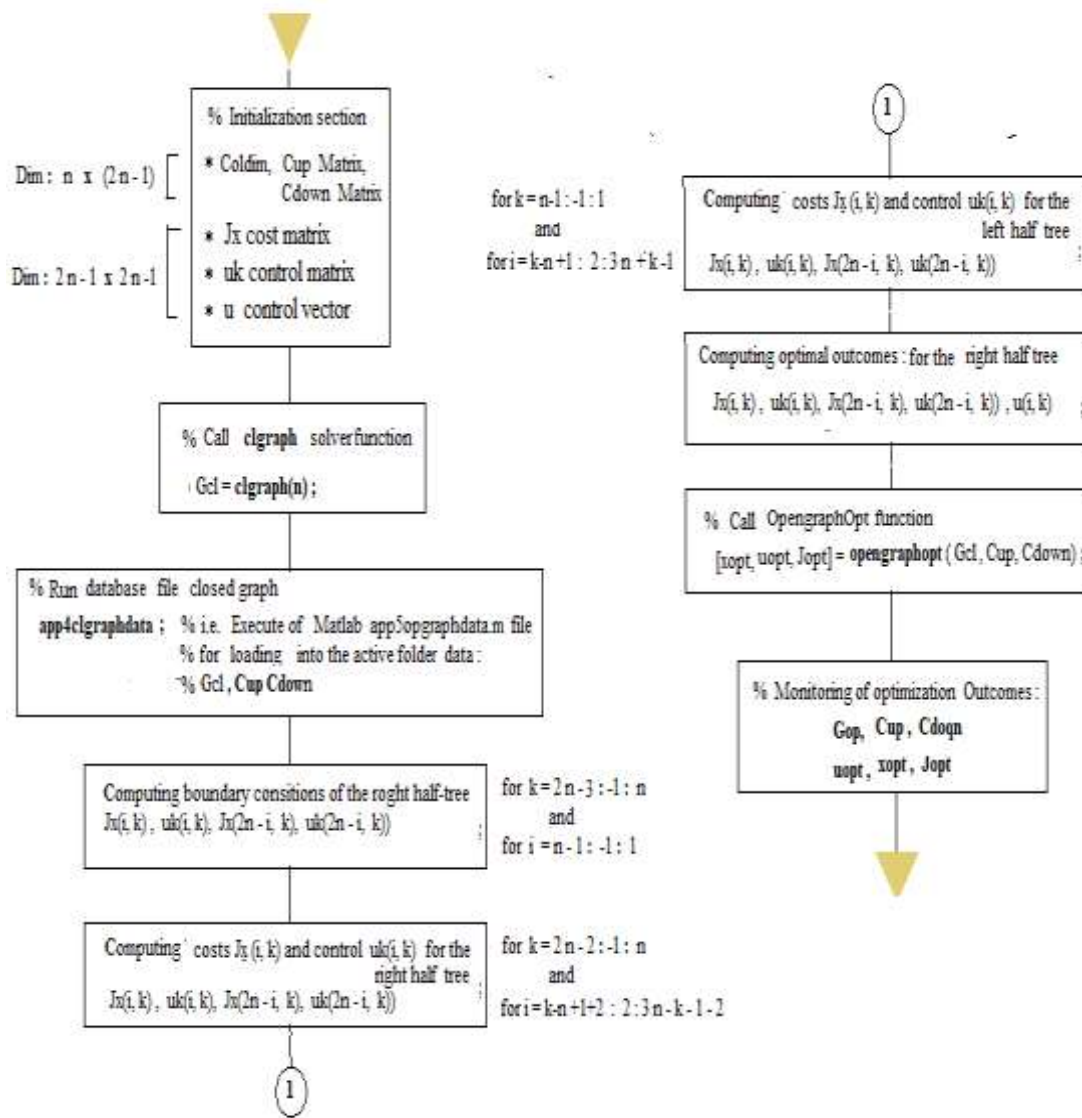 % Initialization section
Dim: n x (2n-1)
* Coldim, Cup Matrix,
Cdown Matrix
Dim: 2n-1 x 2n-1
* Jx cost matrix
* uk control matrix
* u control vector
% Call clgraph solverfunction
Gcl = clgraph(n);
% Run database file closed graph
app4clgraphdata; % i.e. Execute of Matlab app5opgraphdata.m file
% for loading into the active folder data:
% Gcl, Cup Cdown
Computing boundary consitions of the roght half-tree
Jx(i, k), uk(i, k), Jx(2n-i, k), uk(2n-i, k))
;
for k = 2n-3:-1: n
and
for i = n-1: -1: 1
Computing costs Jx (i, k) and control uk(i, k) for the
right half tree
Jx(i, k), uk(i, k), Jx(2n-i, k), uk(2n-i, k))
;
for k = 2n-2:-1: n
and
for i = k-n+1+2 : 2:3n-k-1-2
1
1
for k = n-1:-1: 1
and
for i = k-n+1 : 2:3n+k-1
Computing costs Jx (i, k) and control uk(i, k) for the
left half tree
Jx(i, k), uk(i, k), Jx(2n-i, k), uk(2n-i, k))
;
Computing optimal outcomes: for the right half tree
Jx(i, k), uk(i, k), Jx(2n-i, k), uk(2n-i, k)), u(i, k)
;
% Call OpengraphOpt function
[xopt, uopt, Jopt] = opengraphopt (Gcl, Cup, Cdown) ;
% Monitoring of optimization Outcomes:
Gop, Cup, Cdoqn
uopt, xopt, Jopt